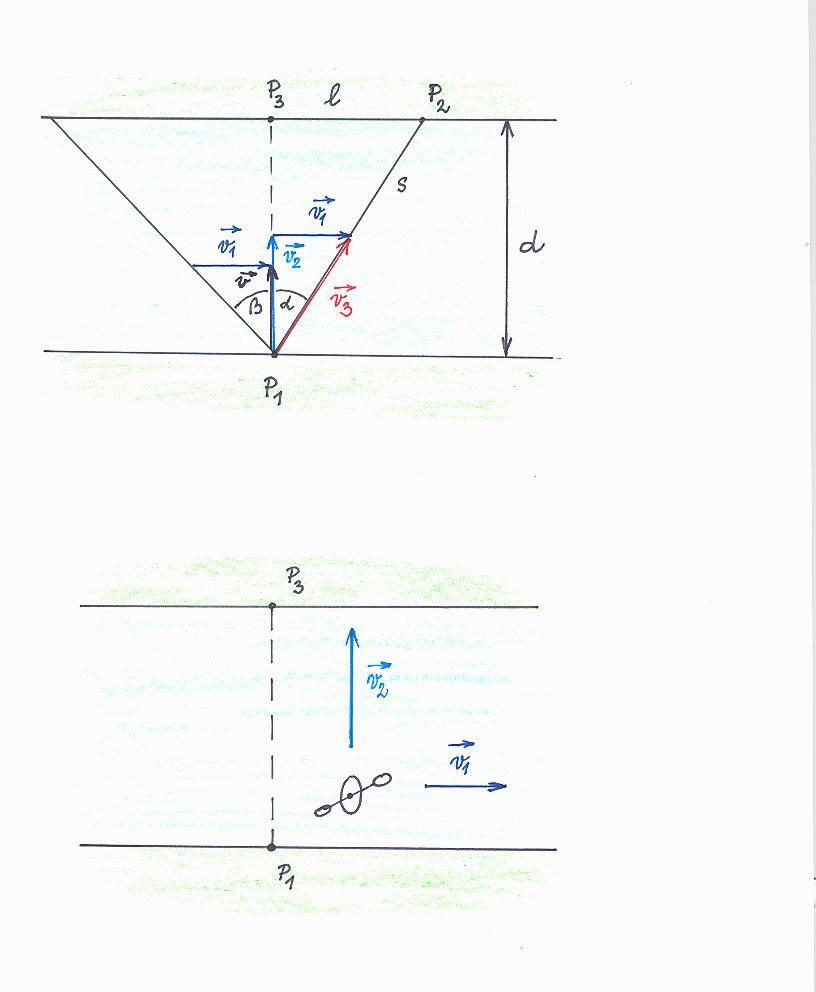 P₃ l P₂
s
v₁
v₁ v₂ d
v
β α v₃
P₁
P₃
v₂
v₁
P₁